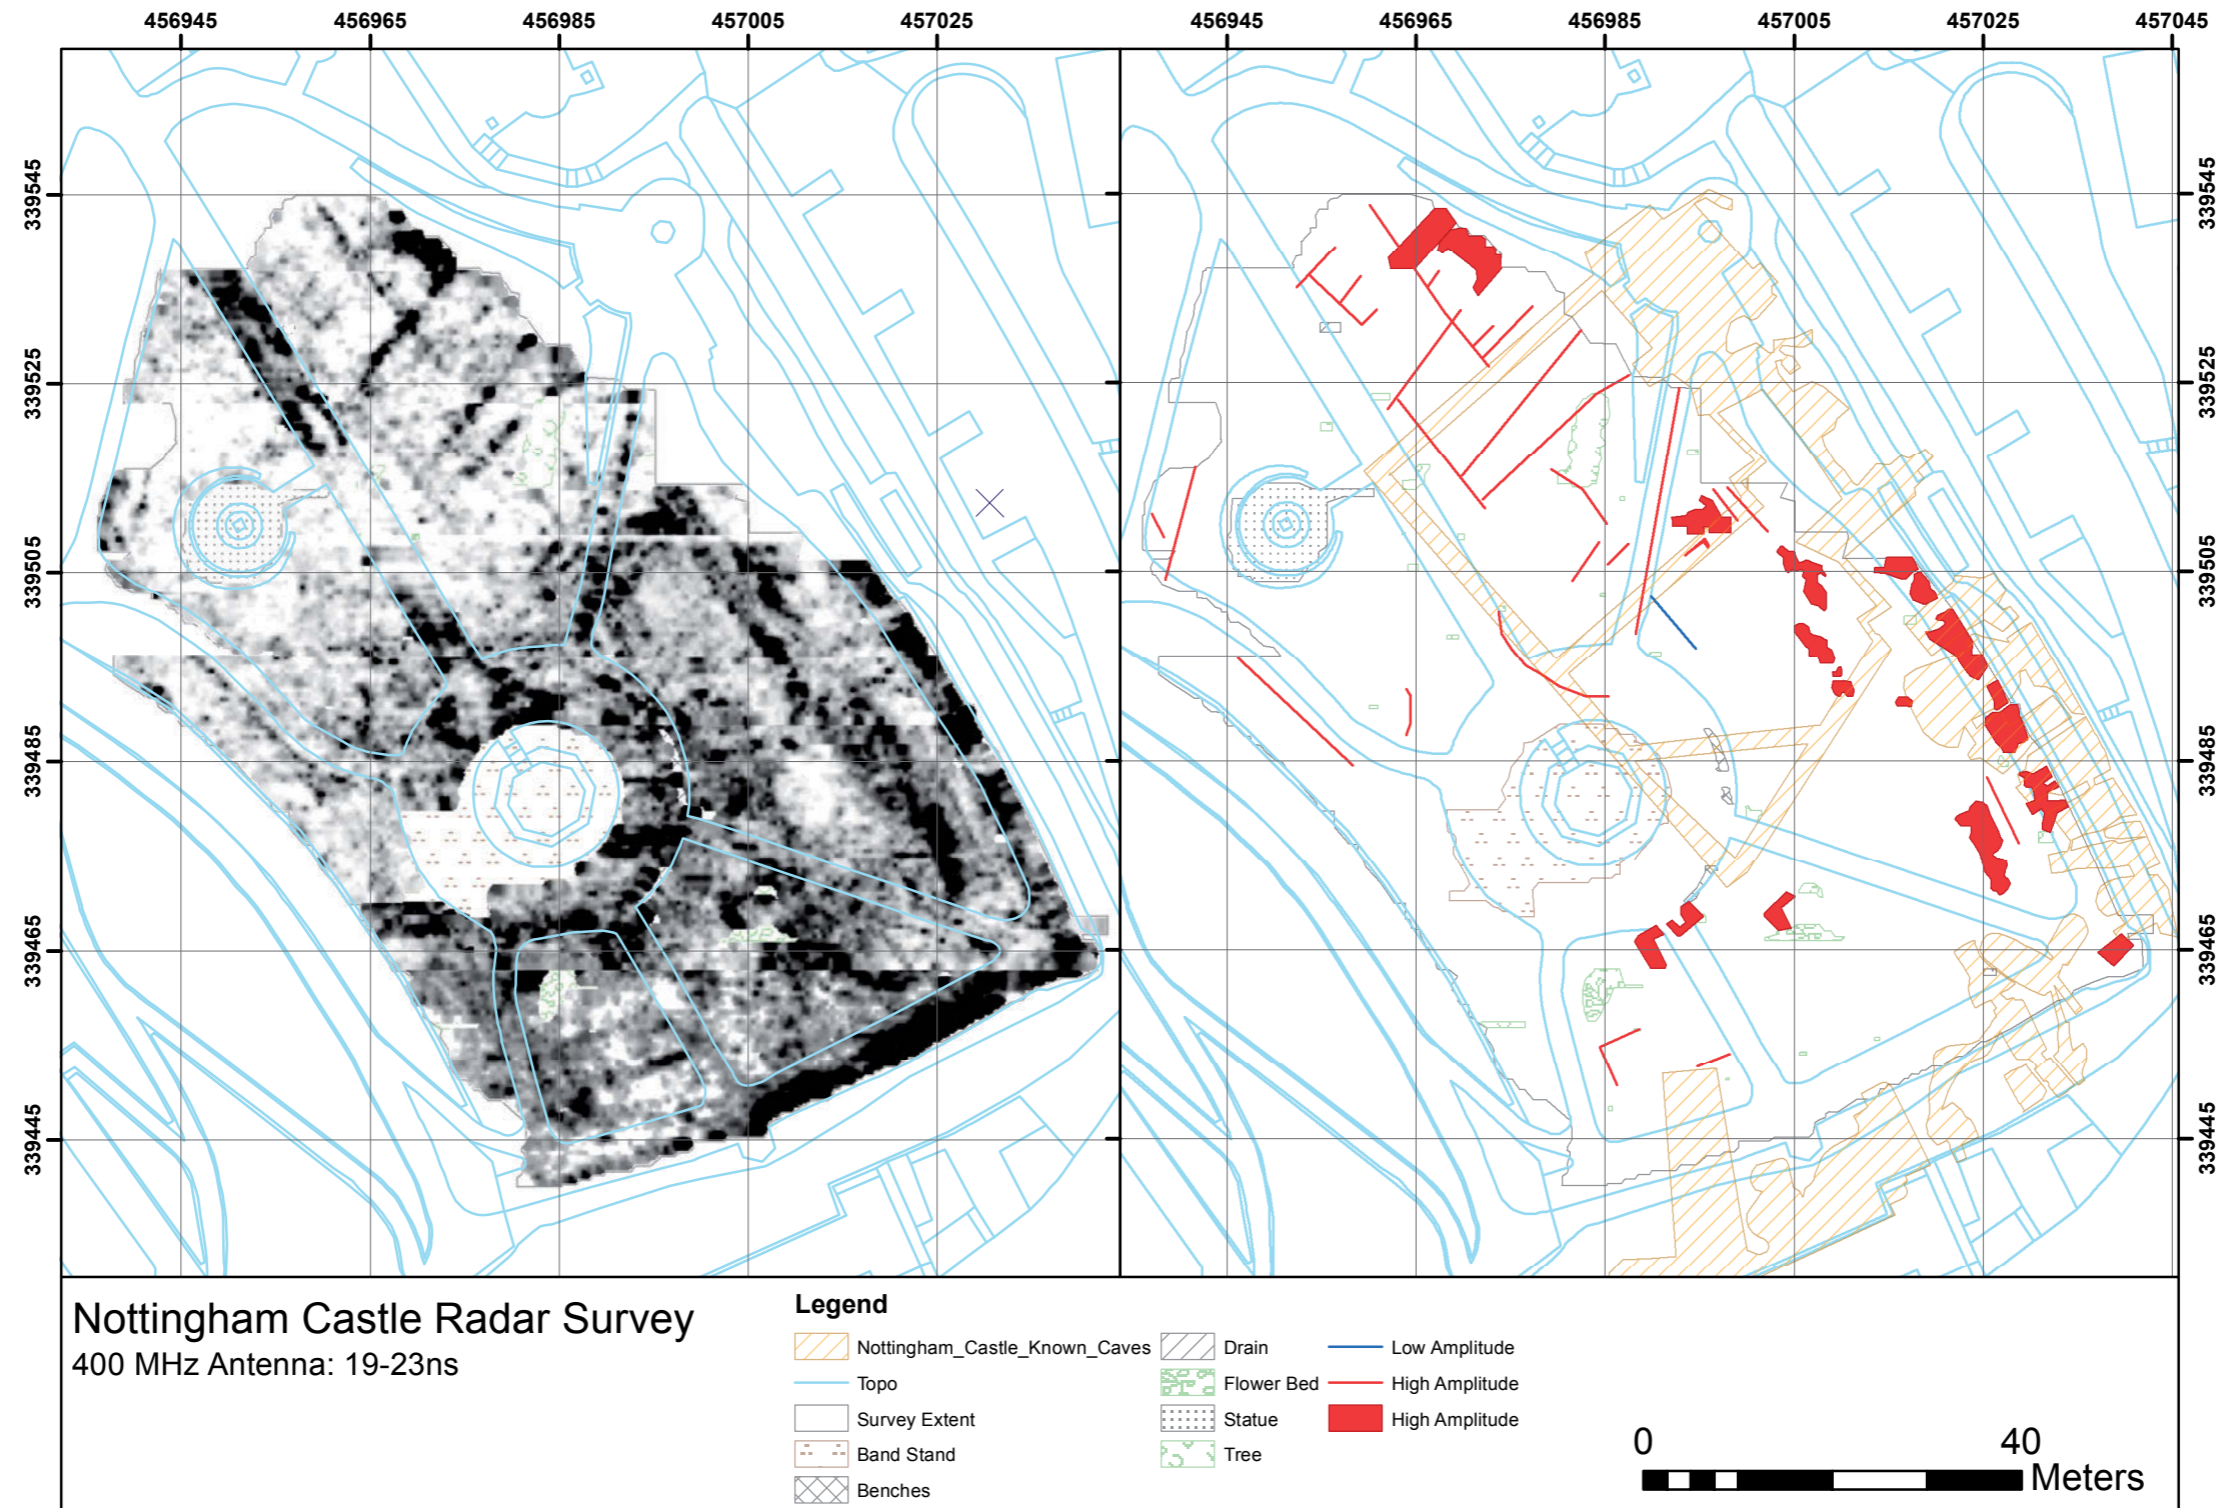 456945 456965 456985 457005 457025 456945 456965 456985 457005 457025 457045
339545 339545
339525 339525
339505 339505
339485 339485
339465 339465
339445 339445
Nottingham Castle Radar Survey
400 MHz Antenna: 19-23ns
Legend
Nottingham_Castle_Known_Caves
Topo
Survey Extent
Band Stand
Benches
Drain
Flower Bed
Statue
Tree
Low Amplitude
High Amplitude
High Amplitude
0 40
Meters